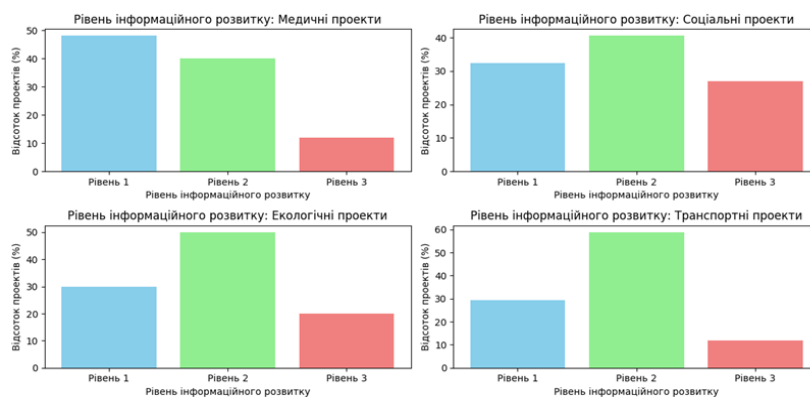 Рівень інформаційного розвитку: Медичні проекти
Відсоток проектів (%)
50
40
30
20
10
0
Рівень 1 Рівень 2 Рівень 3
Рівень інформаційного розвитку
Рівень інформаційного розвитку: Соціальні проекти
Відсоток проектів (%)
40
30
20
10
0
Рівень 1 Рівень 2 Рівень 3
Рівень інформаційного розвитку
Рівень інформаційного розвитку: Екологічні проекти
Відсоток проектів (%)
50
40
30
20
10
0
Рівень 1 Рівень 2 Рівень 3
Рівень інформаційного розвитку
Рівень інформаційного розвитку: Транспортні проекти
Відсоток проектів (%)
60
50
40
30
20
10
0
Рівень 1 Рівень 2 Рівень 3
Рівень інформаційного розвитку